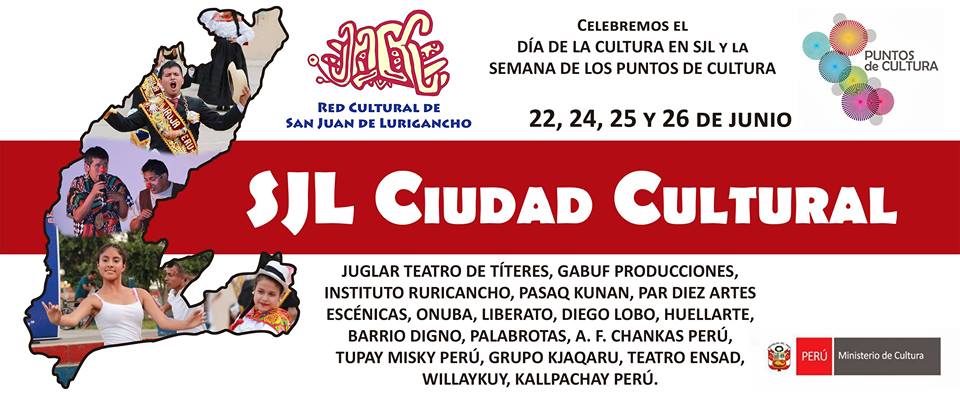 CELEBREMOS EL
DÍA DE LA CULTURA EN SJL Y LA
SEMANA DE LOS PUNTOS DE CULTURA
22, 24, 25 Y 26 DE JUNIO
PUNTOS
DE CULTURA
RED CULTURAL DE
SAN JUAN DE LURIGANCHO
SJL CIUDAD CULTURAL
JUGLAR TEATRO DE TÍTERES, GABUF PRODUCCIONES,
INSTITUTO RURICANCHO, PASAQ KUNAN, PAR DIEZ ARTES
ESCÉNICAS, ONUBA, LIBERATO, DIEGO LOBO, HUELLARTE,
BARRIO DIGNO, PALABROTAS, A. F. CHANKAS PERÚ,
TUPAY MISKY PERÚ, GRUPO KJAQARU, TEATRO ENSAD,
WILLAYKUY, KALLPACHAY PERÚ.
PERÚ Ministerio de Cultura